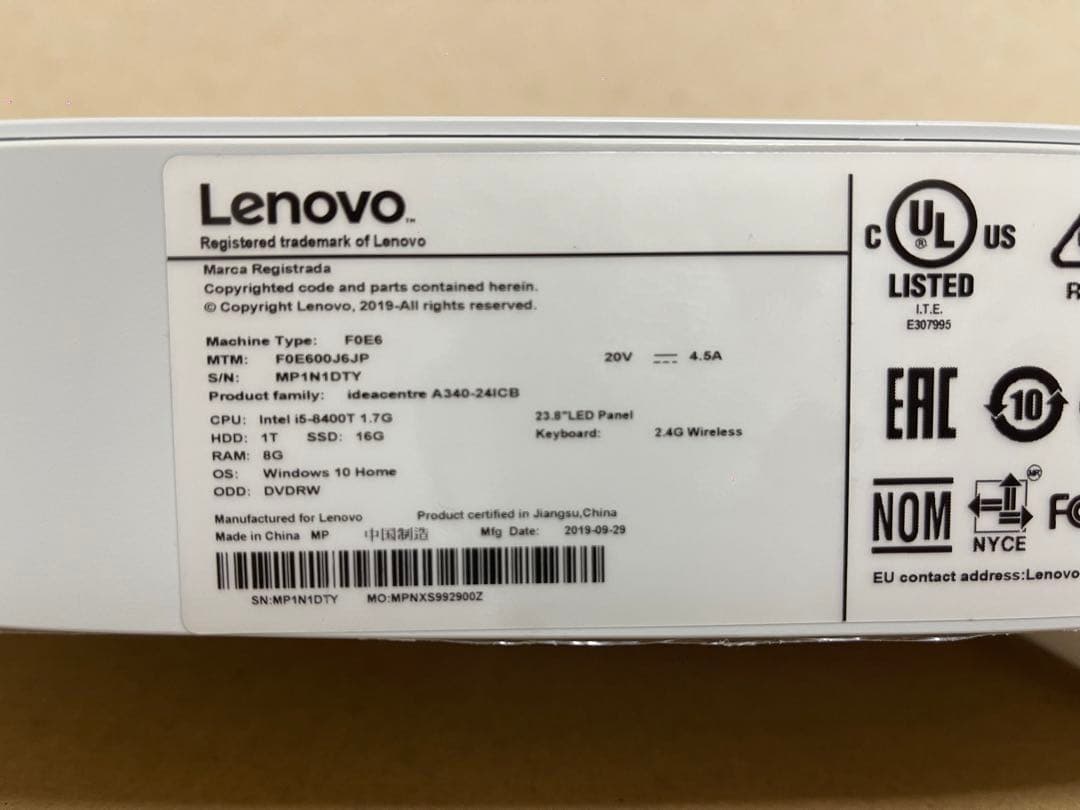 Lenovo™
Registered trademark of Lenovo
Marca Registrada
Copyrighted code and parts contained herein.
© Copyright Lenovo, 2019-All rights reserved.
Machine Type: F0E6
MTM: F0E600J6JP
20V ⎓ 4.5A
S/N: MP1N1DTY
Product family: ideacentre A340-24ICB
CPU: Intel i5-8400T 1.7G
23.8"LED Panel
HDD: 1T SSD: 16G
Keyboard: 2.4G Wireless
RAM: 8G
OS: Windows 10 Home
ODD: DVDRW
Manufactured for Lenovo
Product certified in Jiangsu,China
Made in China MP 中国制造 Mfg Date: 2019-09-29
SN:MP1N1DTY MO:MPNXS992900Z
C UL® US
LISTED
I.T.E.
E307995
EAC
10
NOM
NYCE
EU contact address:Lenovo